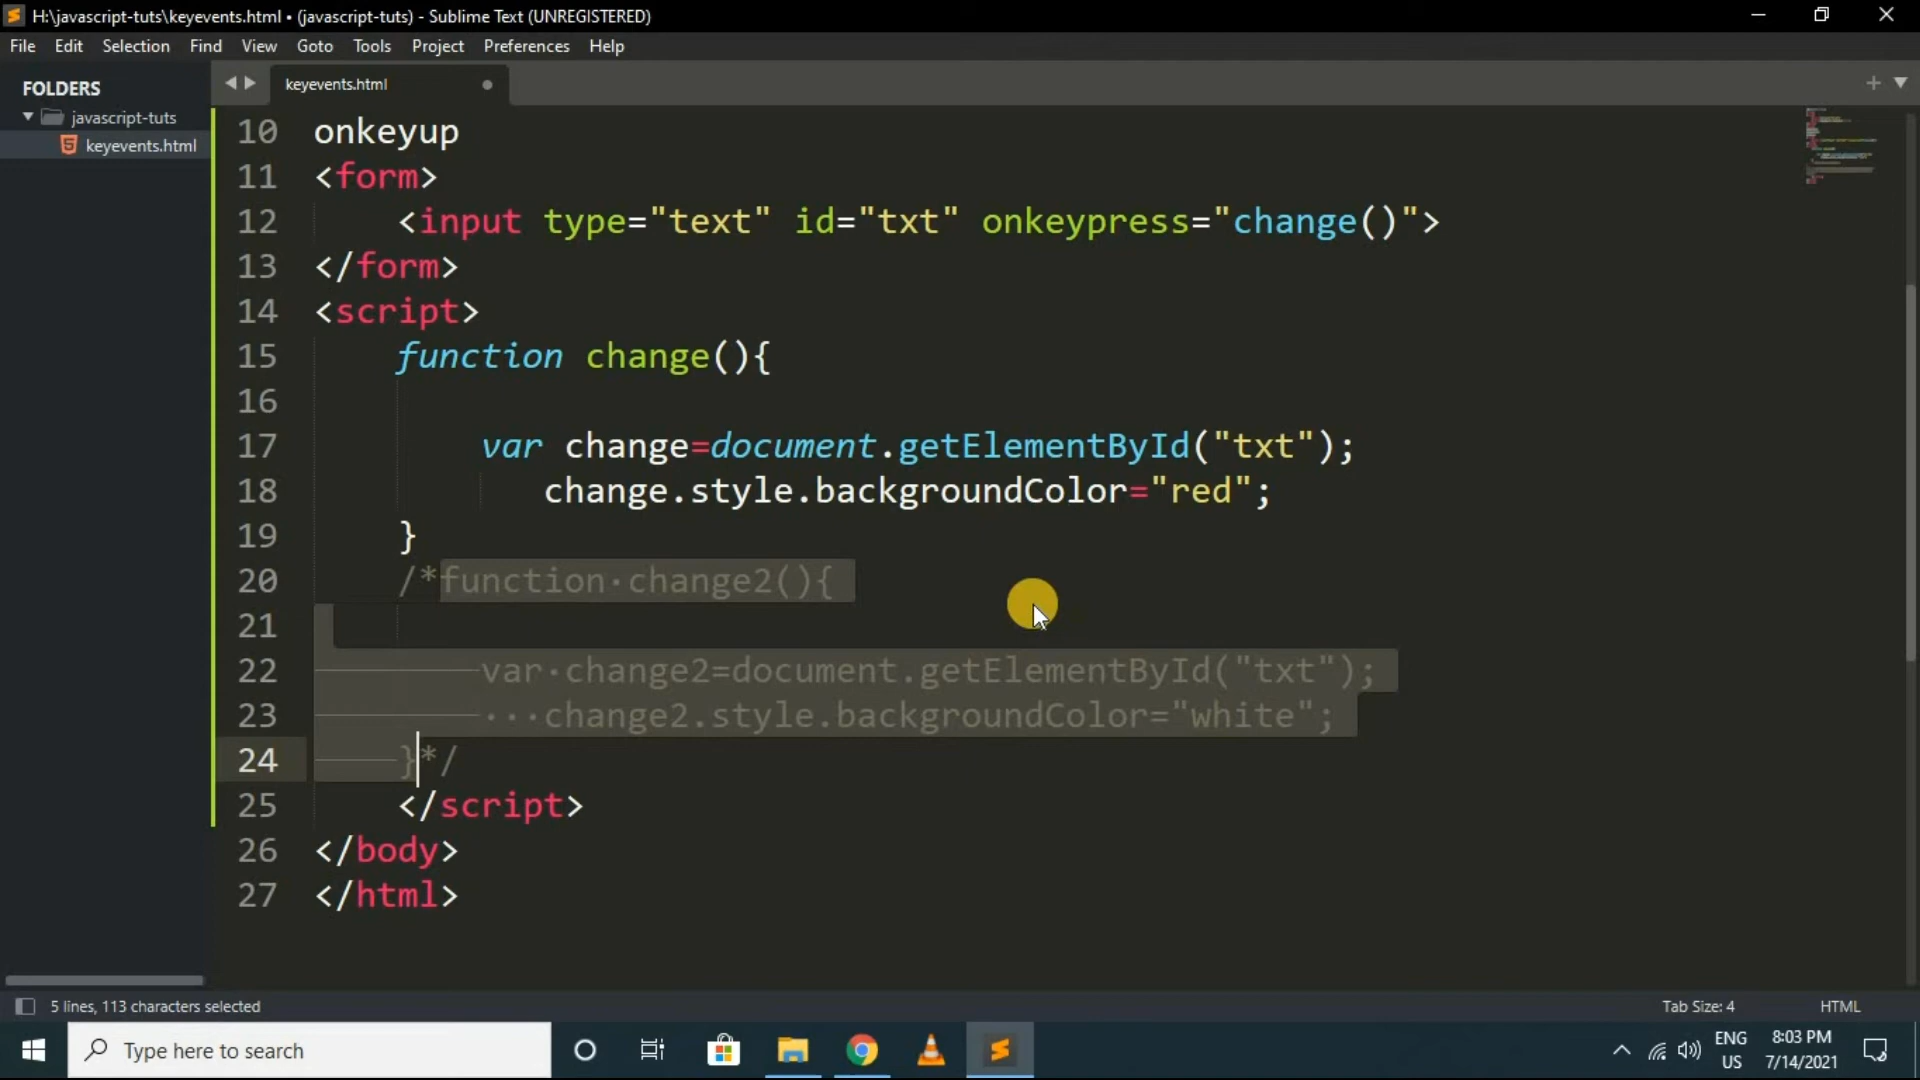 H:\javascript-tuts\keyevents.html • (javascript-tuts) - Sublime Text (UNREGISTERED)
File Edit Selection Find View Goto Tools Project Preferences Help
FOLDERS
javascript-tuts
keyevents.html
keyevents.html
10 onkeyup
11 <form>
12 <input type="text" id="txt" onkeypress="change()">
13 </form>
14 <script>
15 function change(){
16
17 var change=document.getElementById("txt");
18 change.style.backgroundColor="red";
19 }
20 /*function·change2(){
21
22 var·change2=document.getElementById("txt");
23 ···change2.style.backgroundColor="white";
24 }*/
25 </script>
26 </body>
27 </html>
5 lines, 113 characters selected
Tab Size: 4 HTML
Type here to search
ENG
US
8:03 PM
7/14/2021